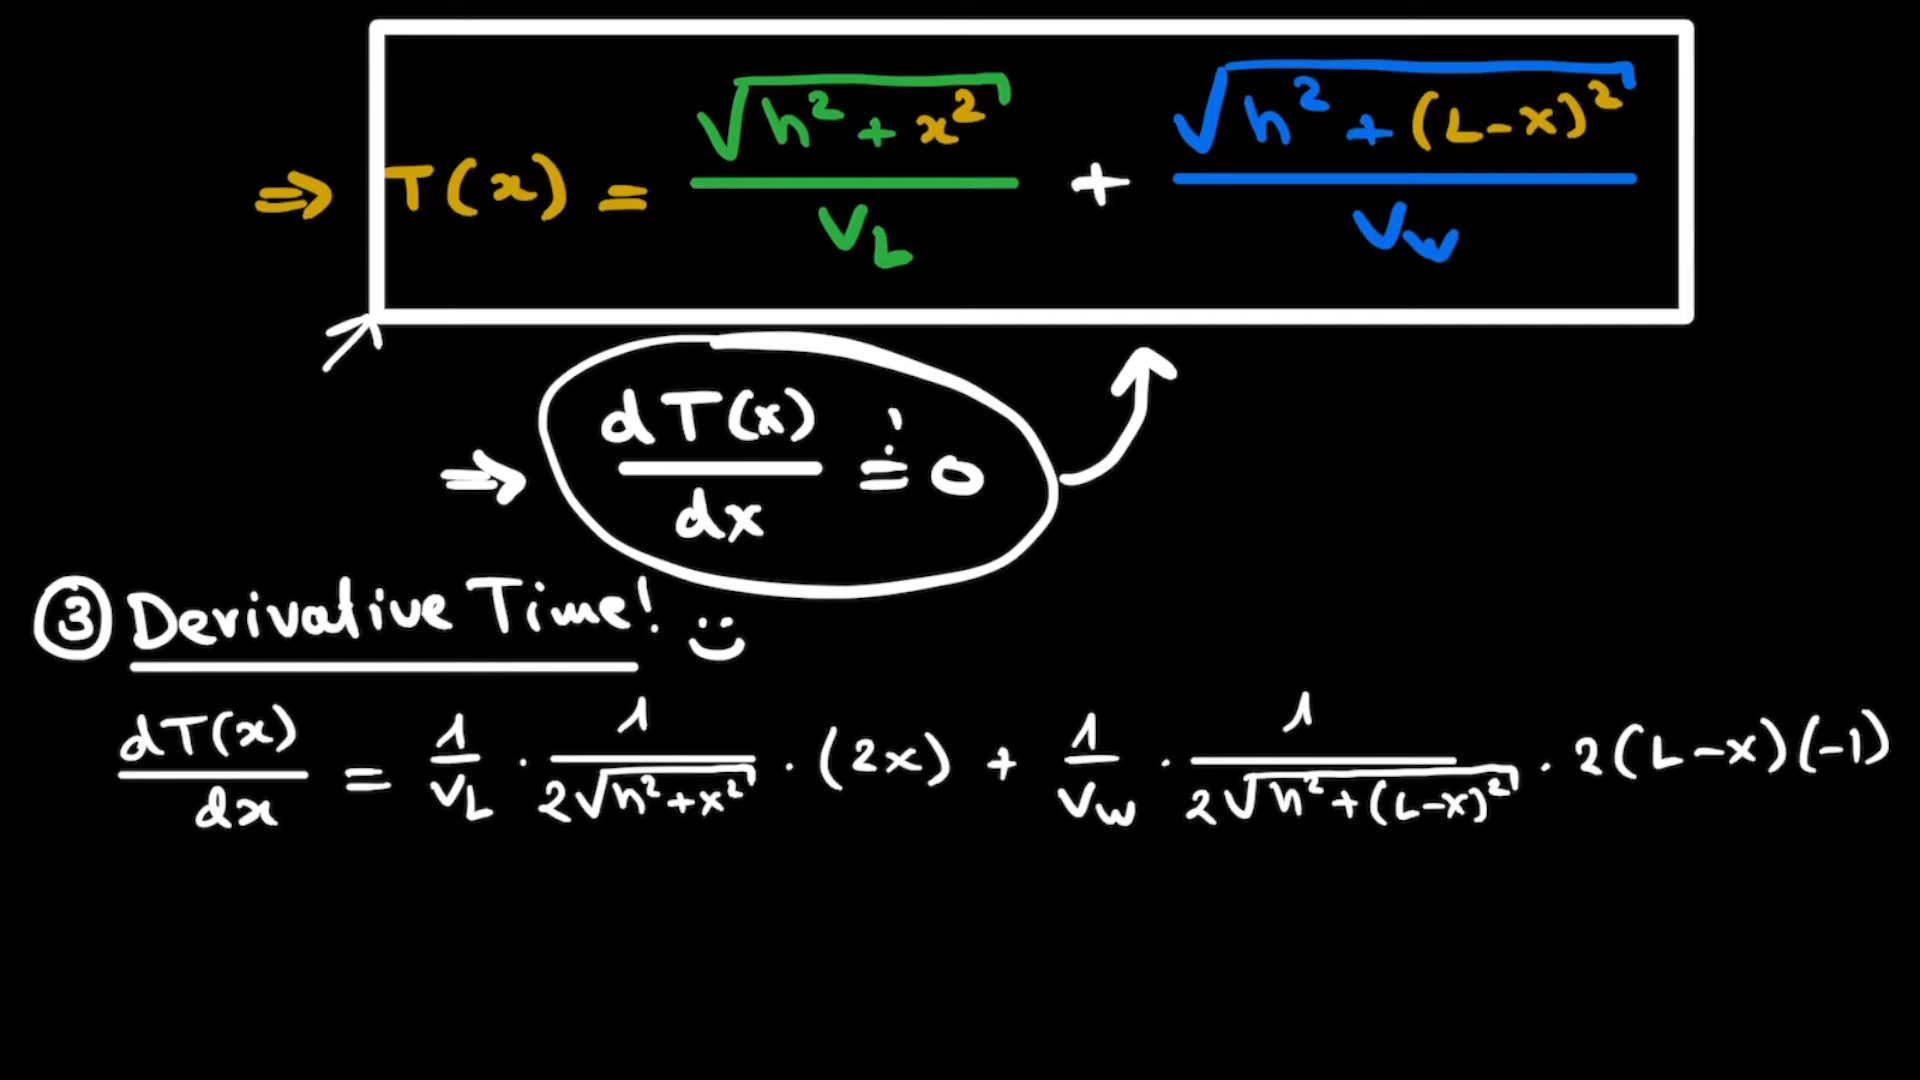 ⇒ T(x) = √(h² + x²) / V_L + √(h² + (L-x)²) / V_W
⇒ dT(x)/dx != 0
③ Derivative Time! :)
dT(x)/dx = 1/V_L · 1/(2√(h²+x²)) · (2x) + 1/V_W · 1/(2√(h²+(L-x)²)) · 2(L-x)(-1)